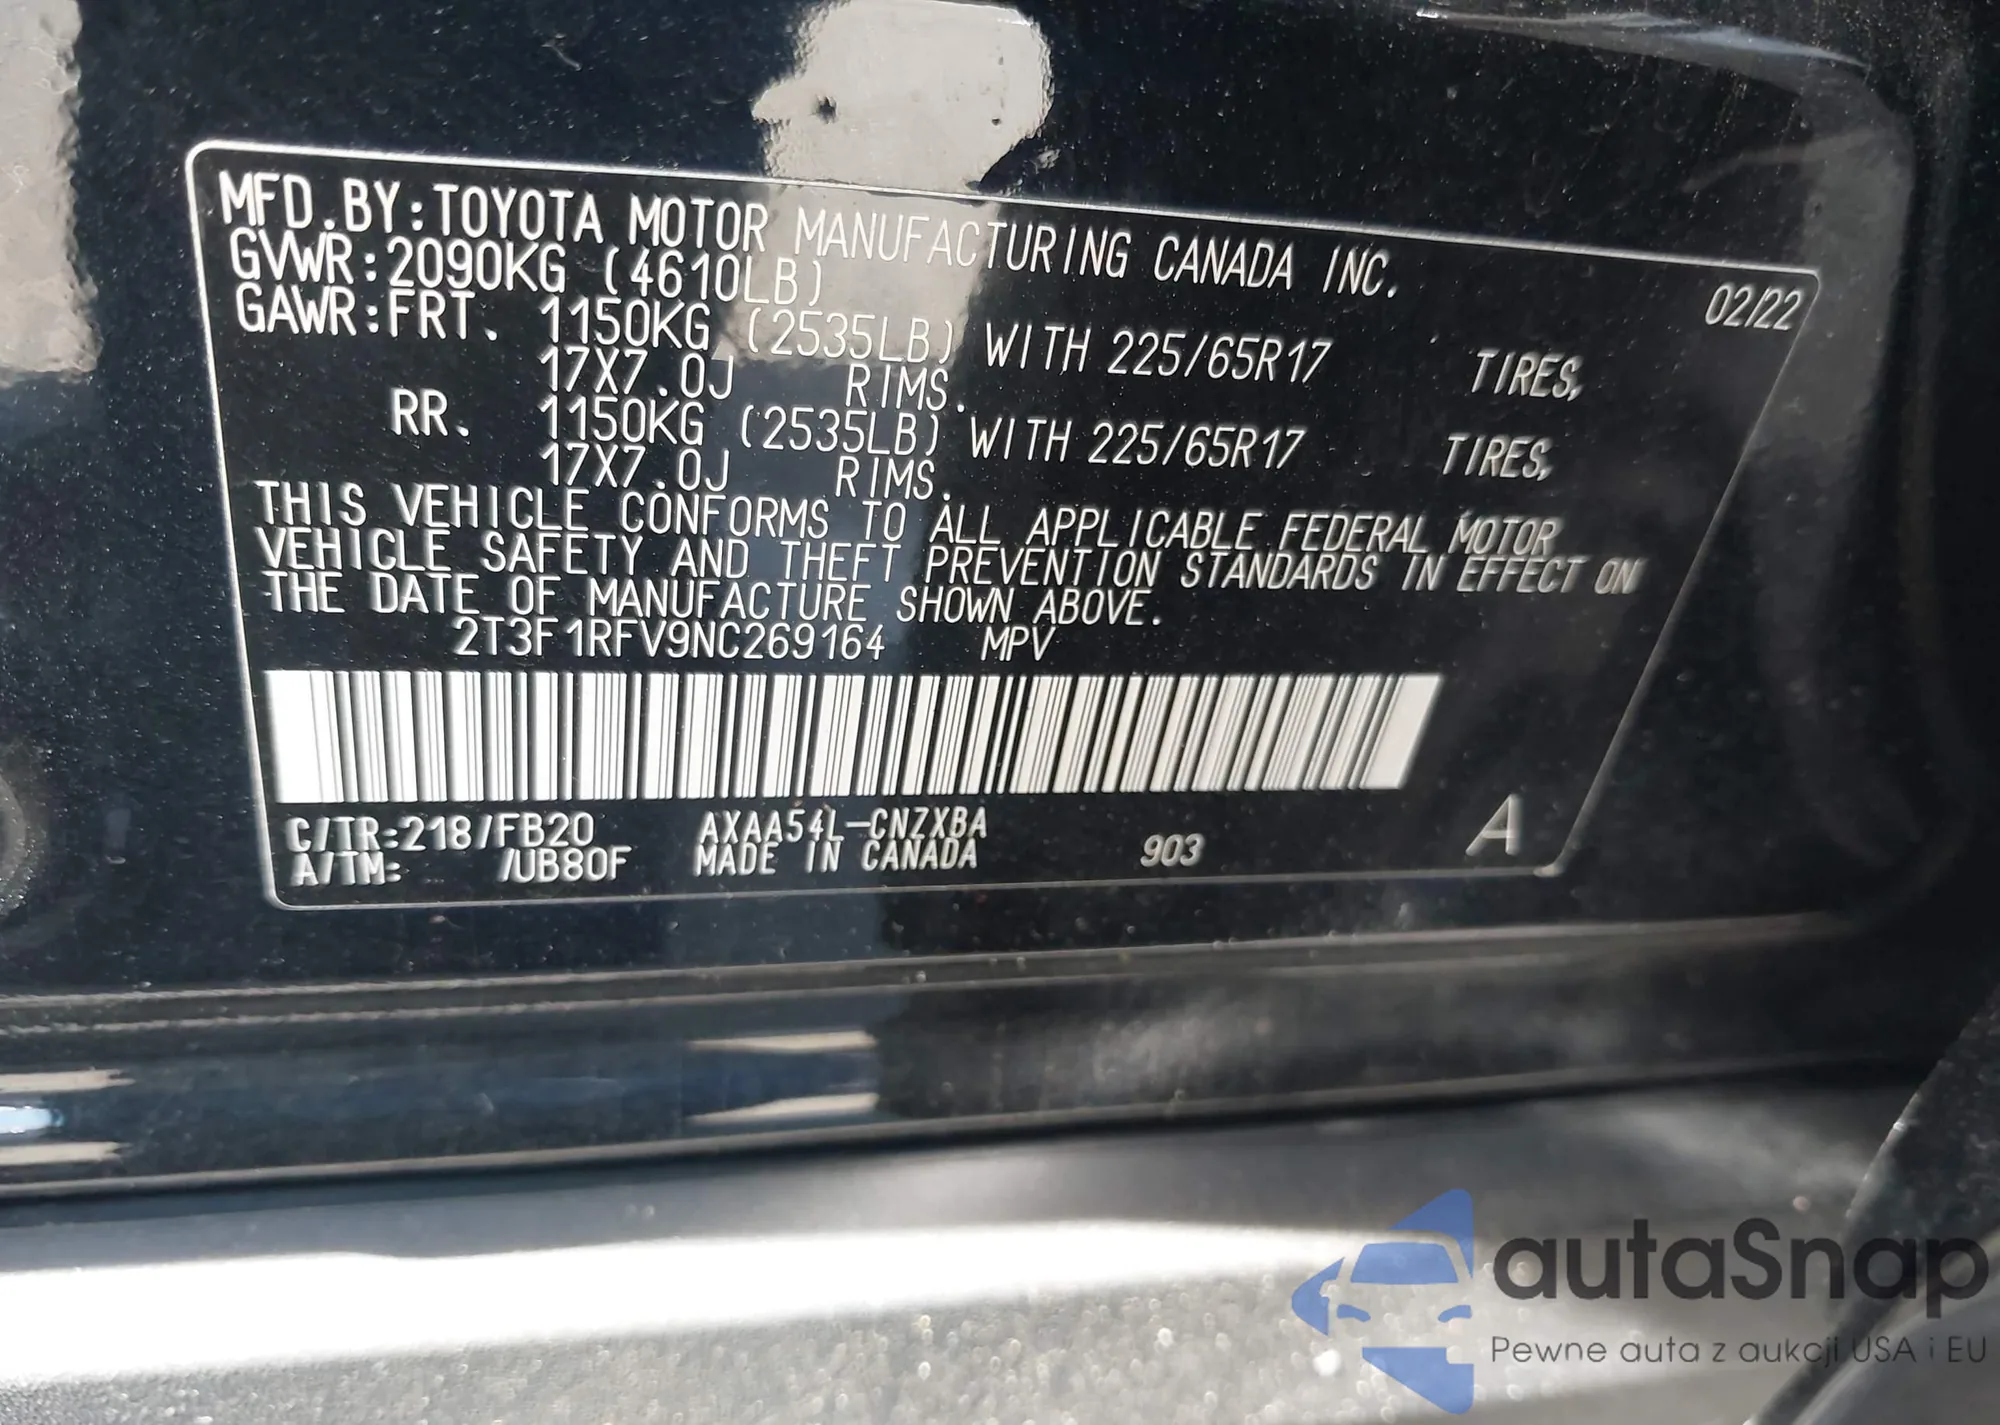 MFD.BY:TOYOTA MOTOR MANUFACTURING CANADA INC. 02/22
GVWR:2090KG (4610LB)
GAWR:FRT. 1150KG (2535LB) WITH 225/65R17 TIRES,
17X7.0J RIMS.
RR. 1150KG (2535LB) WITH 225/65R17 TIRES,
17X7.0J RIMS.
THIS VEHICLE CONFORMS TO ALL APPLICABLE FEDERAL MOTOR
VEHICLE SAFETY AND THEFT PREVENTION STANDARDS IN EFFECT ON
THE DATE OF MANUFACTURE SHOWN ABOVE.
2T3F1RFV9NC269164 MPV
C/TR:218/FB20 AXAA54L-CNZXBA
A/TM: /UB80F MADE IN CANADA 903 A
autaSnap
Pewne auta z aukcji USA i EU